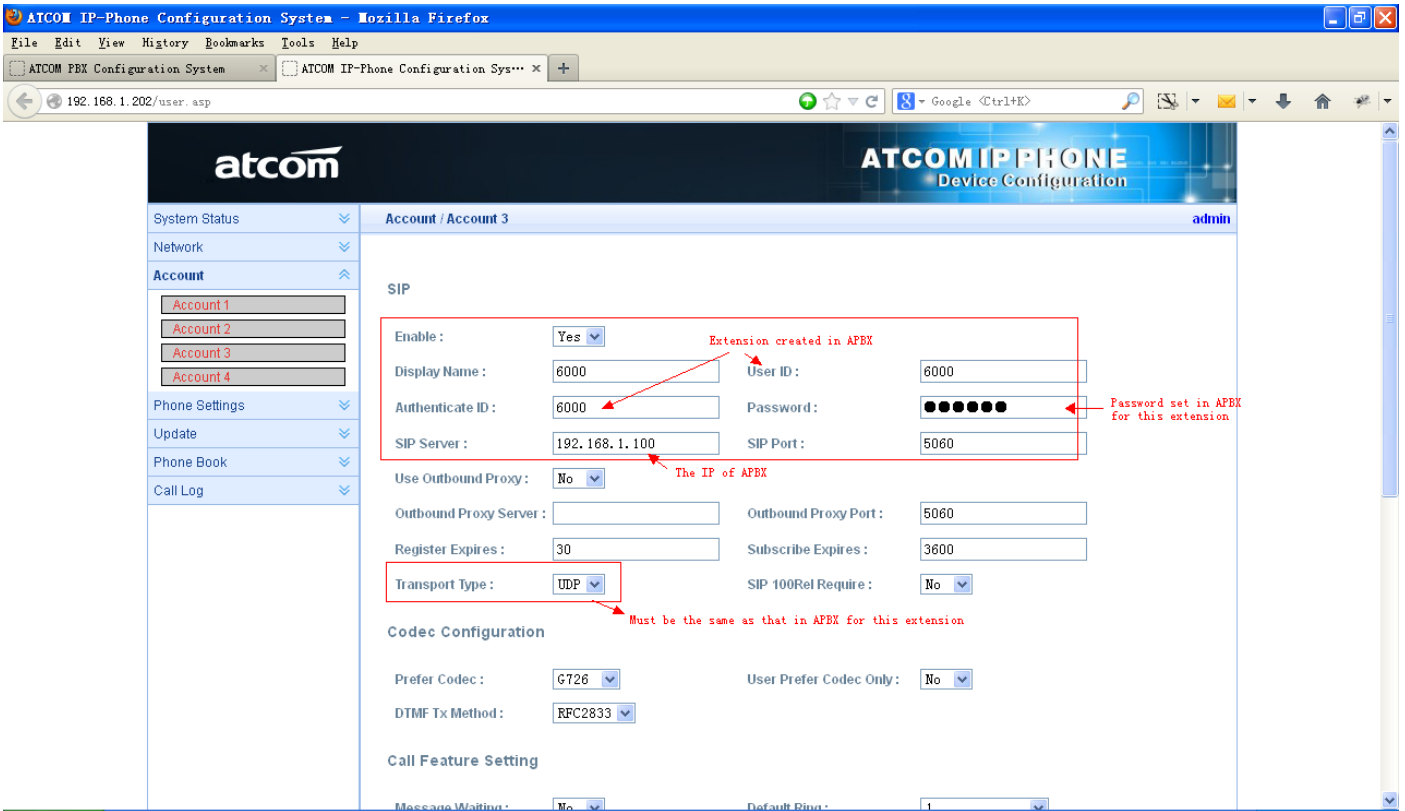 ATCOM IP-Phone Configuration System - Mozilla Firefox
File Edit View History Bookmarks Tools Help
ATCOM PBX Configuration System × ATCOM IP-Phone Configuration Sys… × +
192.168.1.202/user.asp Google <Ctrl+K>
atcom
ATCOM IP PHONE
Device Configuration
System Status
Network
Account
Account 1
Account 2
Account 3
Account 4
Phone Settings
Update
Phone Book
Call Log
Account / Account 3 admin
SIP
Enable : Yes
Extension created in APBX
Display Name : 6000 User ID : 6000
Authenticate ID : 6000 Password : ●●●●●●
Password set in APBX
for this extension
SIP Server : 192.168.1.100 SIP Port : 5060
The IP of APBX
Use Outbound Proxy : No
Outbound Proxy Server : Outbound Proxy Port : 5060
Register Expires : 30 Subscribe Expires : 3600
Transport Type : UDP SIP 100Rel Require : No
Must be the same as that in APBX for this extension
Codec Configuration
Prefer Codec : G726 User Prefer Codec Only : No
DTMF Tx Method : RFC2833
Call Feature Setting
Message Waiting : No Default Ring : 1